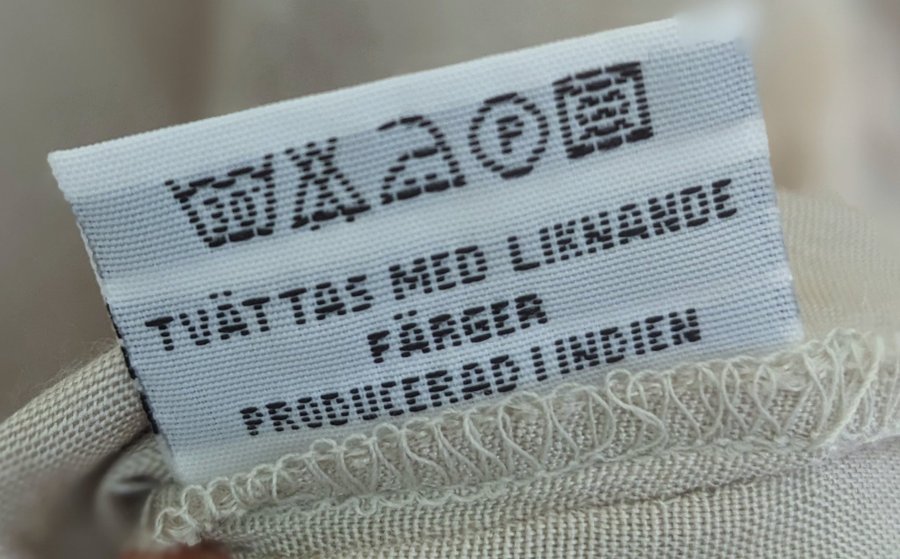 P
TVÄTTAS MED LIKNANDE
FÄRGER
PRODUCERAD I INDIEN